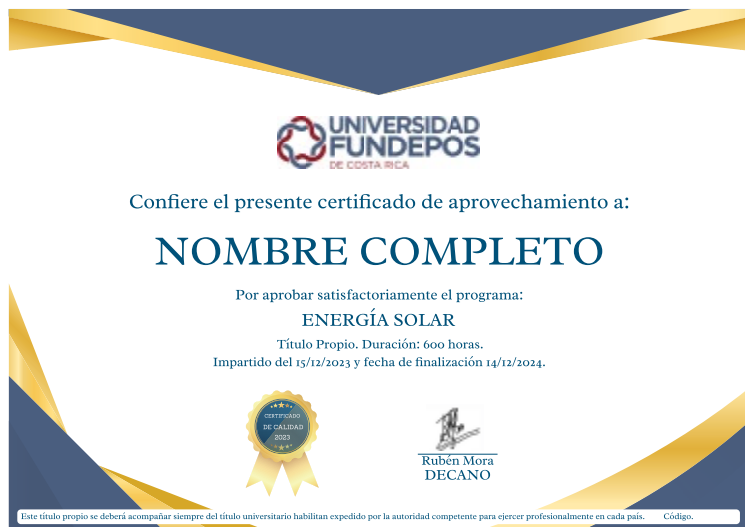 UNIVERSIDAD
FUNDEPOS
DE COSTA RICA
Confiere el presente certificado de aprovechamiento a:
NOMBRE COMPLETO
Por aprobar satisfactoriamente el programa:
ENERGÍA SOLAR
Título Propio. Duración: 600 horas.
Impartido del 15/12/2023 y fecha de finalización 14/12/2024.
CERTIFICADO
DE CALIDAD
2023
Rubén Mora
DECANO
Este título propio se deberá acompañar siempre del título universitario habilitan expedido por la autoridad competente para ejercer profesionalmente en cada país. Código.